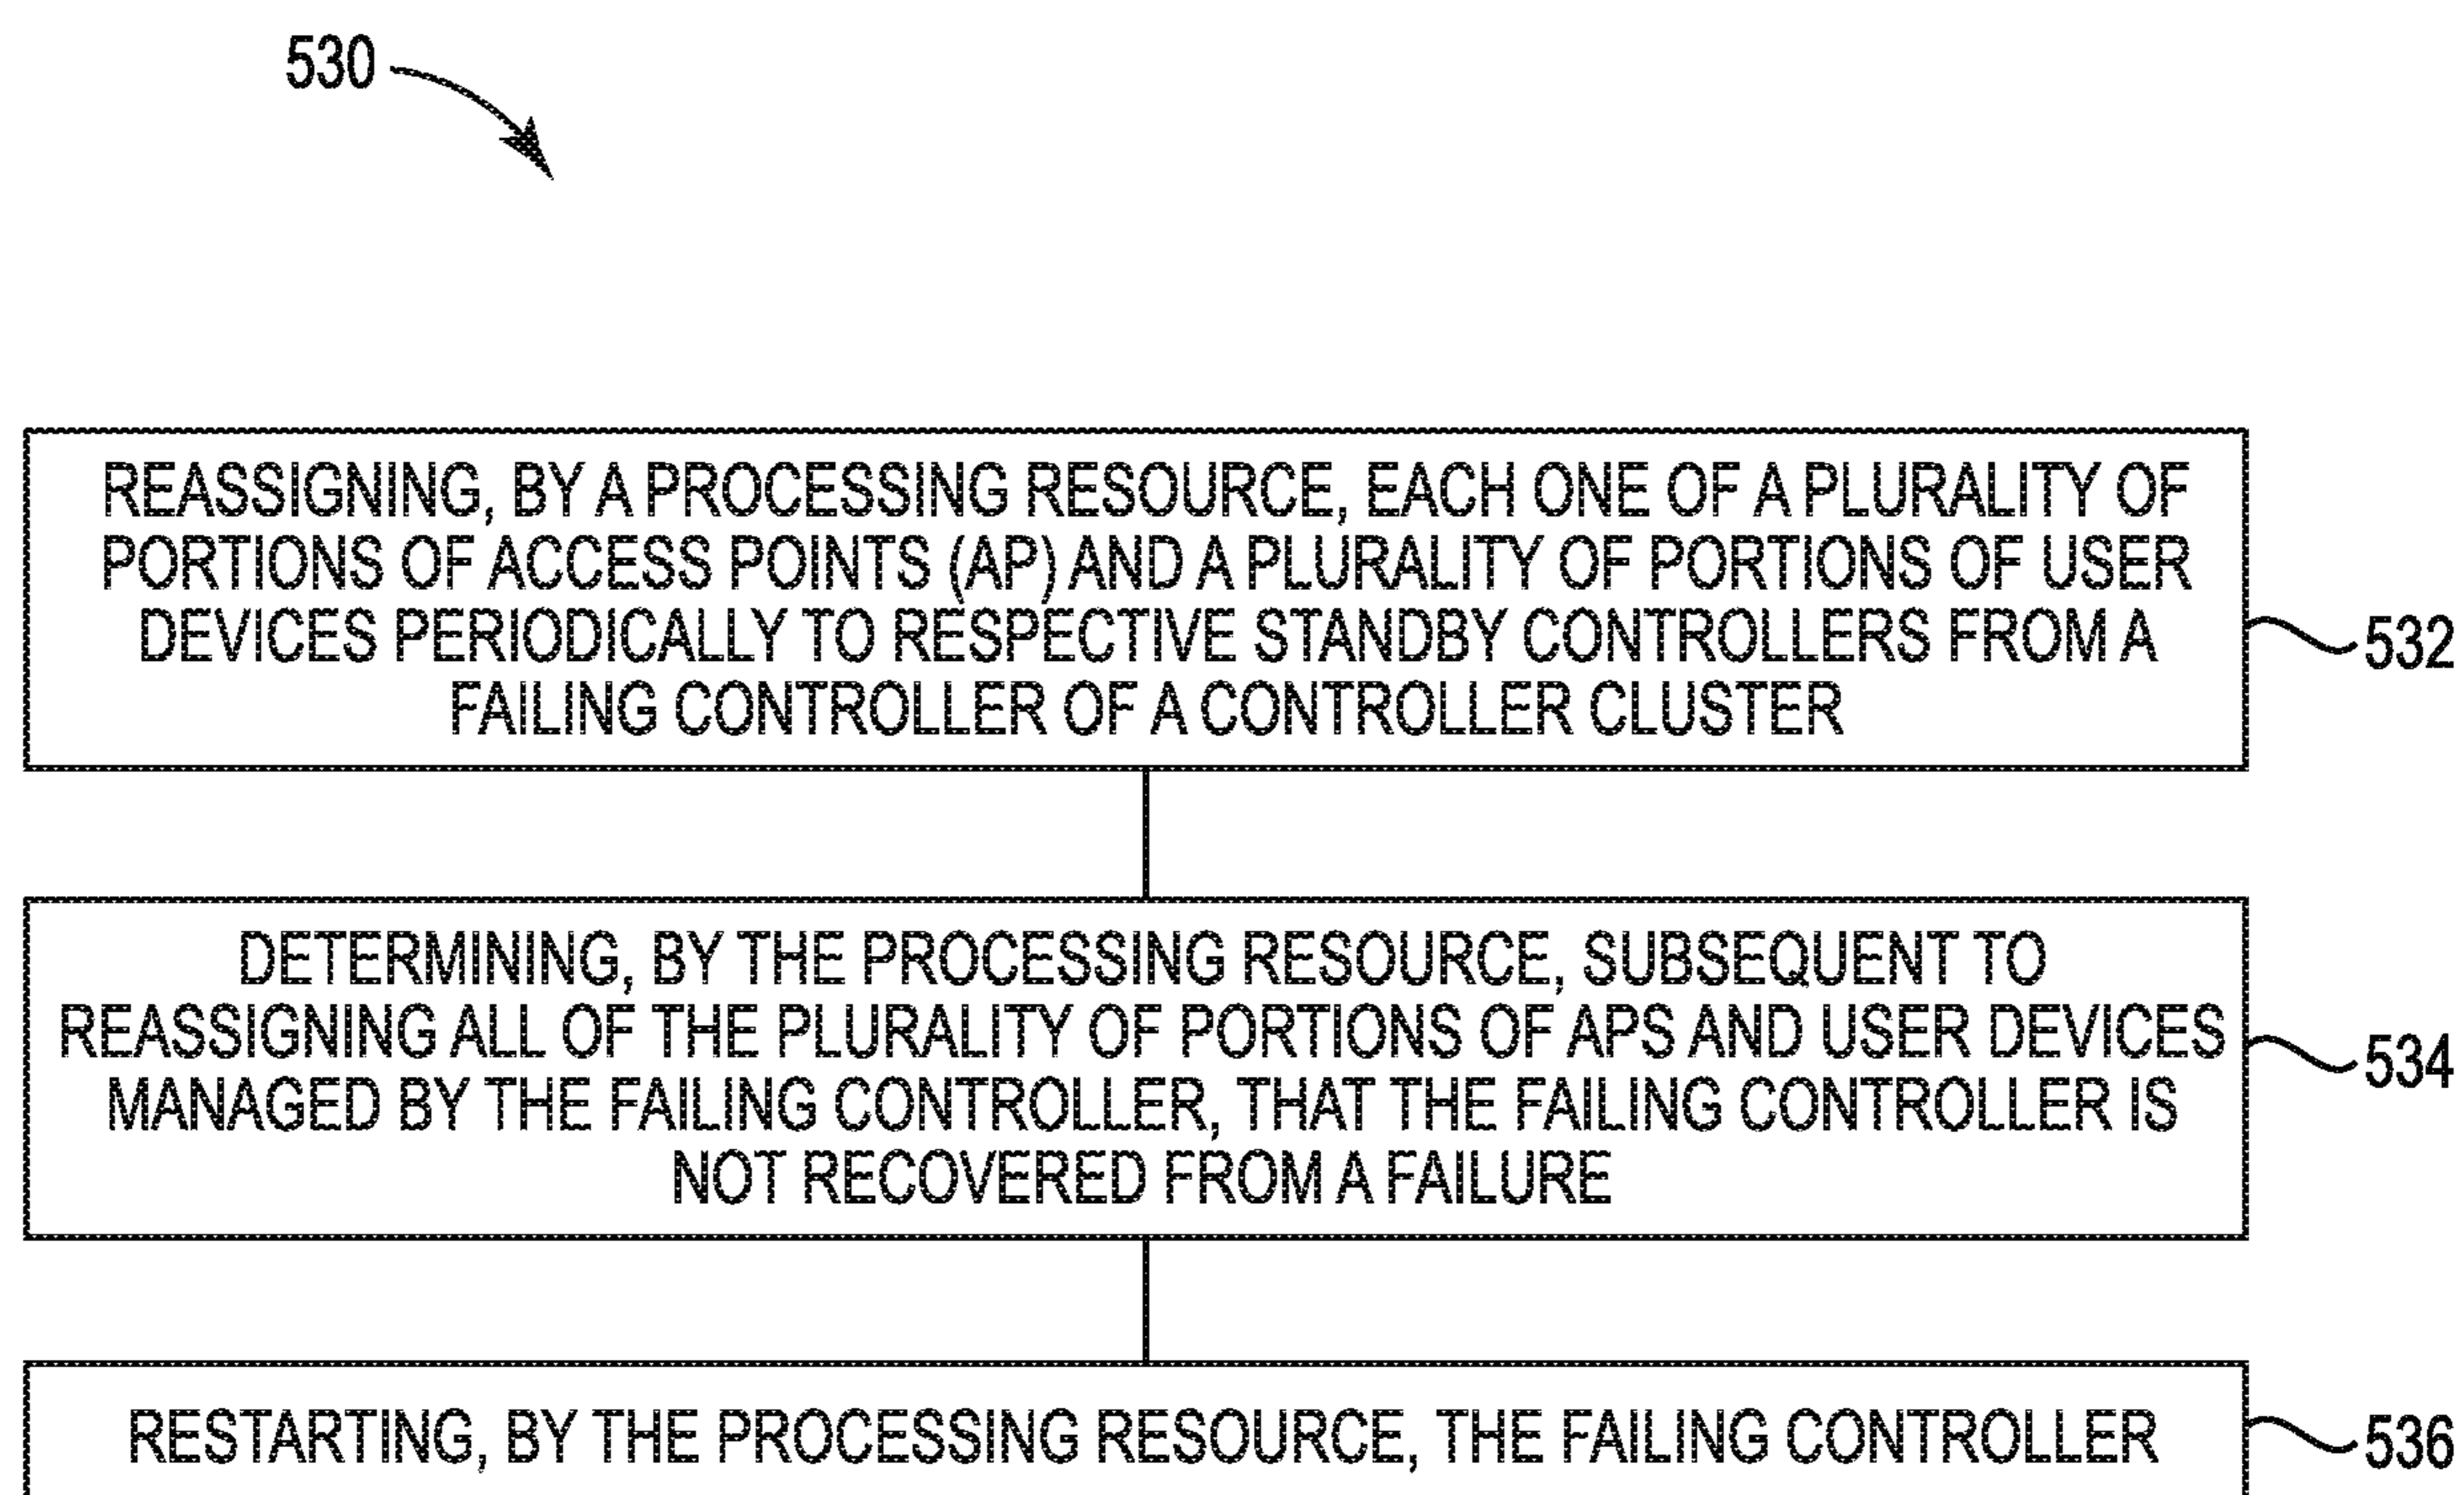 530
REASSIGNING, BY A PROCESSING RESOURCE, EACH ONE OF A PLURALITY OF
PORTIONS OF ACCESS POINTS (AP) AND A PLURALITY OF PORTIONS OF USER
DEVICES PERIODICALLY TO RESPECTIVE STANDBY CONTROLLERS FROM A
FAILING CONTROLLER OF A CONTROLLER CLUSTER
532
DETERMINING, BY THE PROCESSING RESOURCE, SUBSEQUENT TO
REASSIGNING ALL OF THE PLURALITY OF PORTIONS OF APS AND USER DEVICES
MANAGED BY THE FAILING CONTROLLER, THAT THE FAILING CONTROLLER IS
NOT RECOVERED FROM A FAILURE
534
RESTARTING, BY THE PROCESSING RESOURCE, THE FAILING CONTROLLER
536